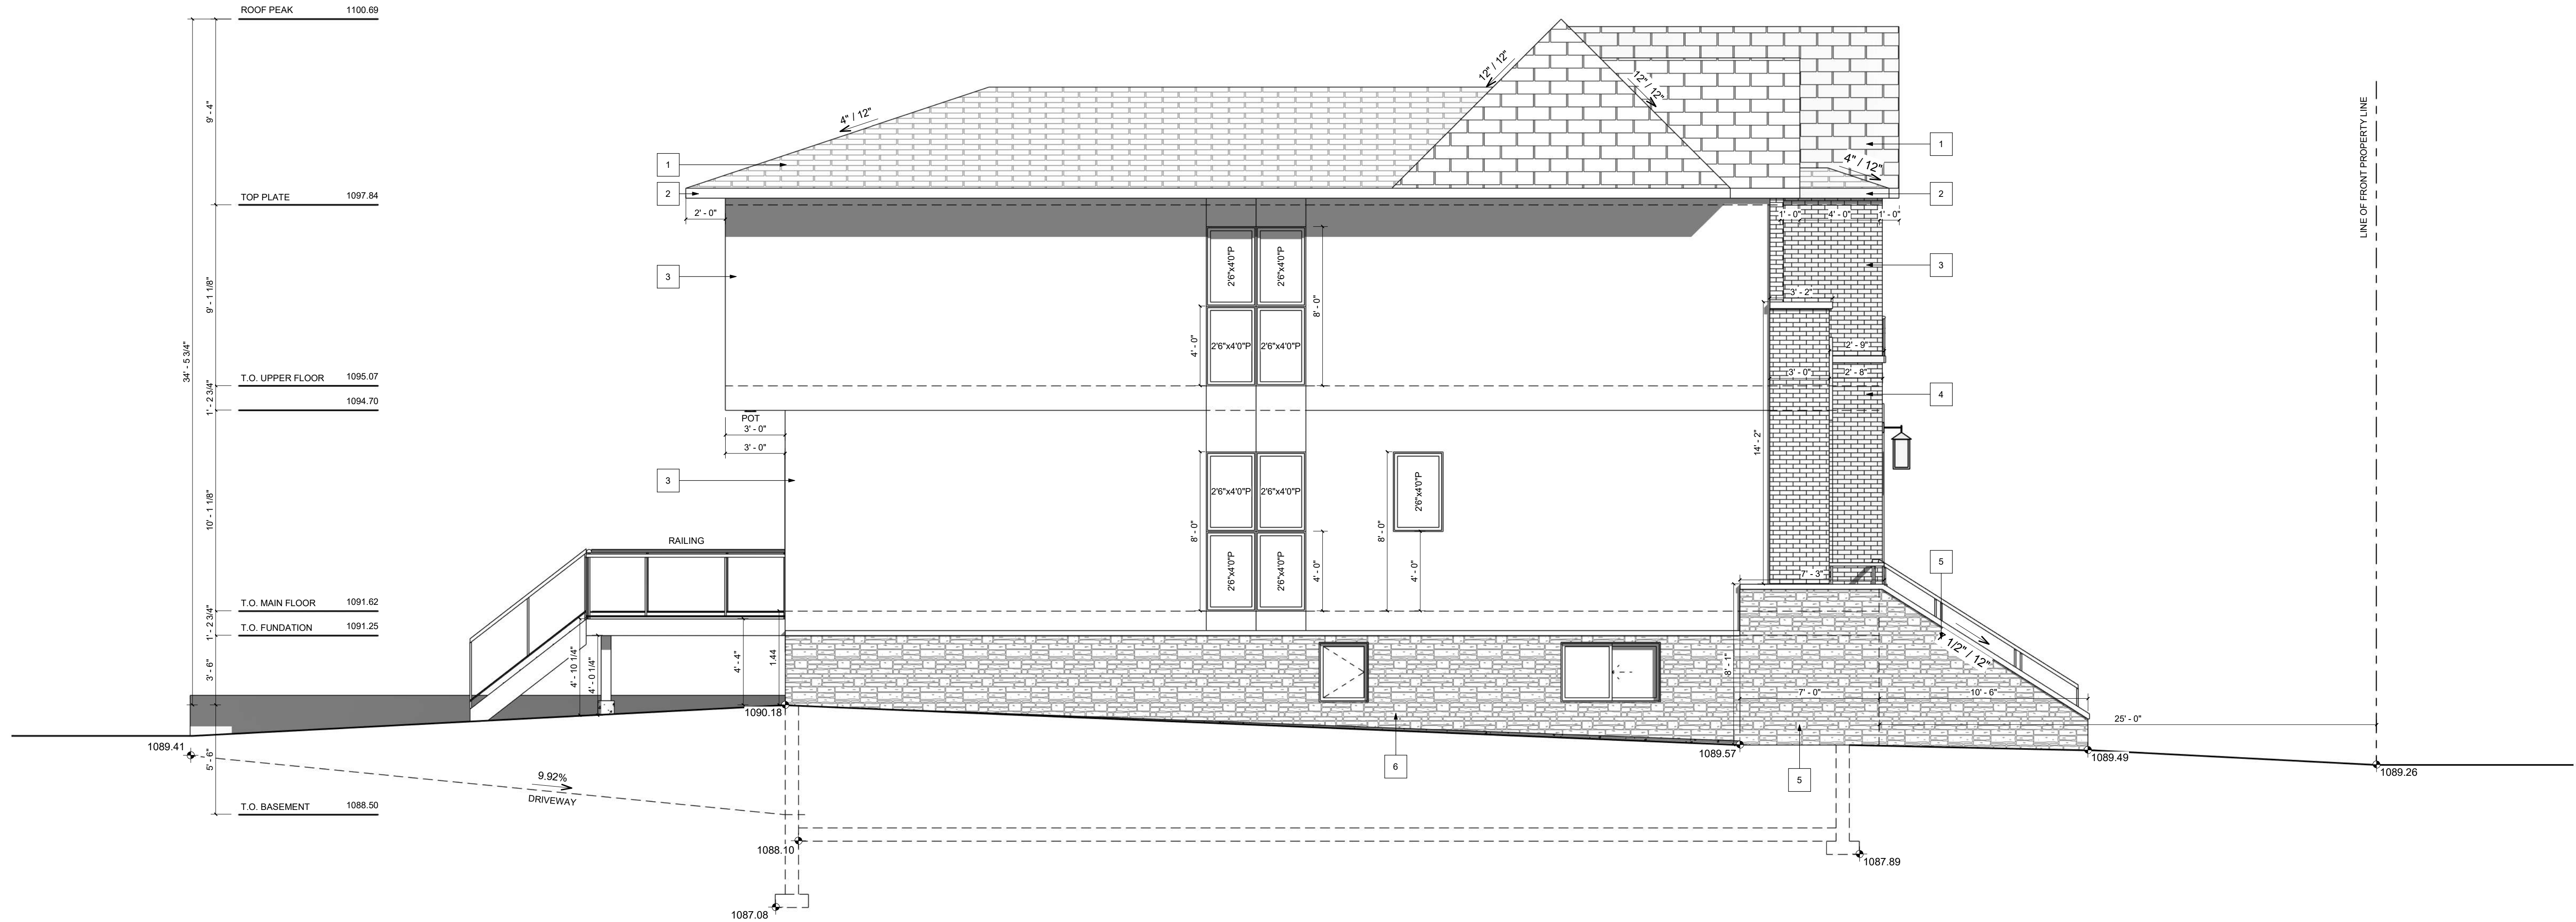 ROOF PEAK 1100.69
12" / 12"
12" / 12"
LINE OF FRONT PROPERTY LINE
9' - 4"
4" / 12"
1
1
4" / 12"
2
2
TOP PLATE 1097.84
2' - 0"
1' - 0"
4' - 0"
1' - 0"
3
2'6"x4'0"P
2'6"x4'0"P
3
9' - 1 1/8"
8' - 0"
3' - 2"
34' - 5 3/4"
4' - 0"
2'6"x4'0"P
2'6"x4'0"P
2' - 9"
T.O. UPPER FLOOR 1095.07
3' - 0"
2' - 8"
1' - 2 3/4"
1094.70
4
POT
3' - 0"
3' - 0"
14' - 2"
3
10' - 1 1/8"
8' - 0"
2'6"x4'0"P
2'6"x4'0"P
8' - 0"
2'6"x4'0"P
RAILING
2'6"x4'0"P
2'6"x4'0"P
4' - 0"
4' - 0"
7' - 3"
5
T.O. MAIN FLOOR 1091.62
1' - 2 3/4"
T.O. FUNDATION 1091.25
3' - 6"
4' - 10 1/4"
4' - 0 1/4"
4' - 4"
1.44
8' - 1"
1/2" / 12"
7' - 0"
10' - 6"
1090.18
25' - 0"
1089.41
1089.57
1089.49
5' - 6"
6
5
1089.26
9.92%
DRIVEWAY
T.O. BASEMENT 1088.50
1088.10
1087.89
1087.08